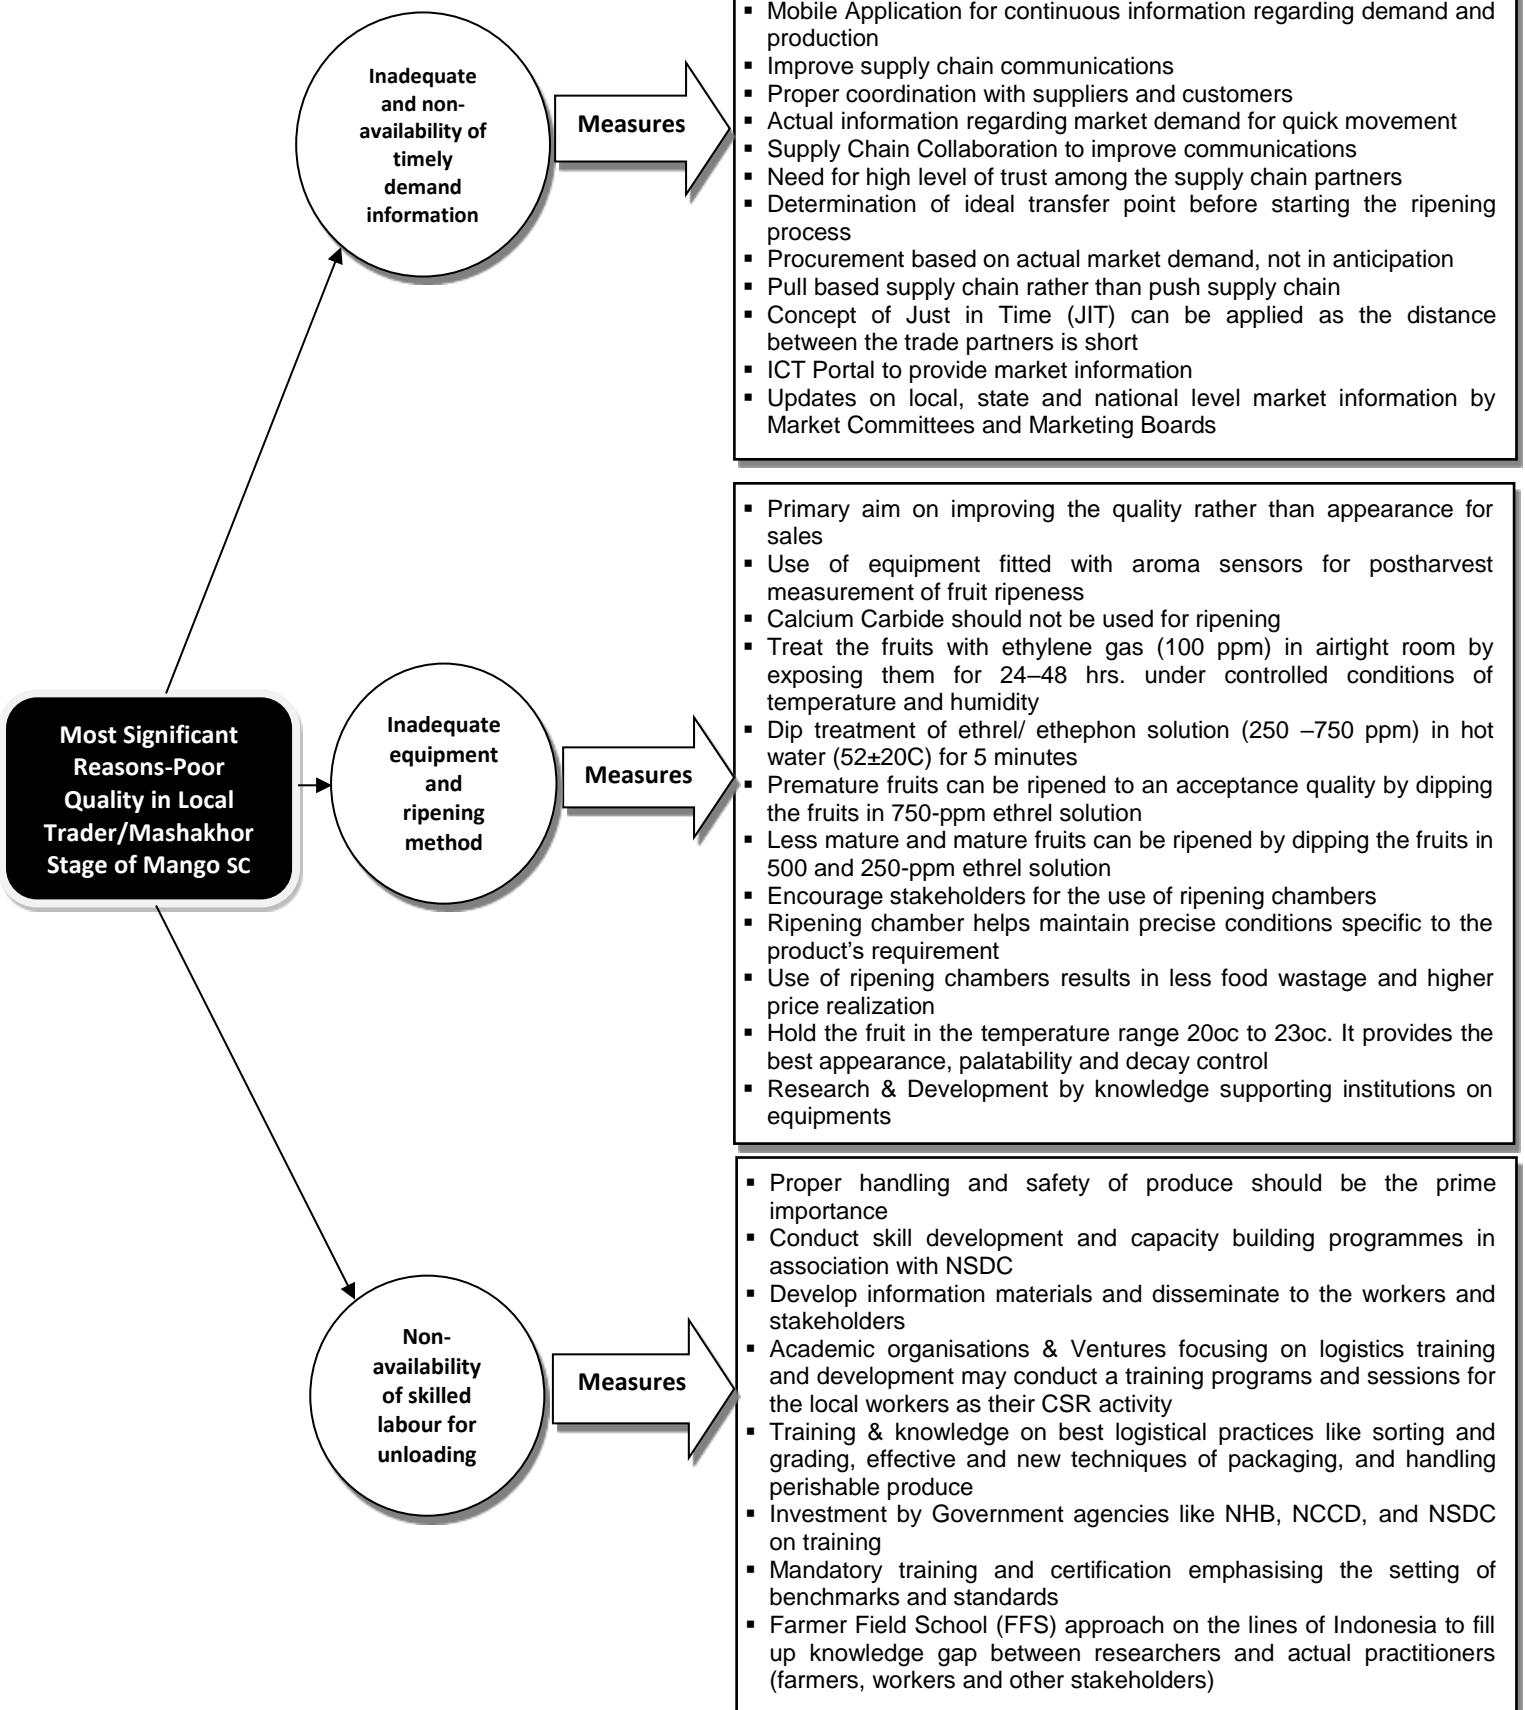 ▪ Mobile Application for continuous information regarding demand and
production
▪ Improve supply chain communications
▪ Proper coordination with suppliers and customers
▪ Actual information regarding market demand for quick movement
▪ Supply Chain Collaboration to improve communications
▪ Need for high level of trust among the supply chain partners
▪ Determination of ideal transfer point before starting the ripening
process
▪ Procurement based on actual market demand, not in anticipation
▪ Pull based supply chain rather than push supply chain
▪ Concept of Just in Time (JIT) can be applied as the distance
between the trade partners is short
▪ ICT Portal to provide market information
▪ Updates on local, state and national level market information by
Market Committees and Marketing Boards
Inadequate
and non-
availability of
timely
demand
information
Measures
▪ Primary aim on improving the quality rather than appearance for
sales
▪ Use of equipment fitted with aroma sensors for postharvest
measurement of fruit ripeness
▪ Calcium Carbide should not be used for ripening
▪ Treat the fruits with ethylene gas (100 ppm) in airtight room by
exposing them for 24–48 hrs. under controlled conditions of
temperature and humidity
▪ Dip treatment of ethrel/ ethephon solution (250 –750 ppm) in hot
water (52±20C) for 5 minutes
▪ Premature fruits can be ripened to an acceptance quality by dipping
the fruits in 750-ppm ethrel solution
▪ Less mature and mature fruits can be ripened by dipping the fruits in
500 and 250-ppm ethrel solution
▪ Encourage stakeholders for the use of ripening chambers
▪ Ripening chamber helps maintain precise conditions specific to the
product’s requirement
▪ Use of ripening chambers results in less food wastage and higher
price realization
▪ Hold the fruit in the temperature range 20oc to 23oc. It provides the
best appearance, palatability and decay control
▪ Research & Development by knowledge supporting institutions on
equipments
Most Significant
Reasons-Poor
Quality in Local
Trader/Mashakhor
Stage of Mango SC
Inadequate
equipment
and
ripening
method
Measures
▪ Proper handling and safety of produce should be the prime
importance
▪ Conduct skill development and capacity building programmes in
association with NSDC
▪ Develop information materials and disseminate to the workers and
stakeholders
▪ Academic organisations & Ventures focusing on logistics training
and development may conduct a training programs and sessions for
the local workers as their CSR activity
▪ Training & knowledge on best logistical practices like sorting and
grading, effective and new techniques of packaging, and handling
perishable produce
▪ Investment by Government agencies like NHB, NCCD, and NSDC
on training
▪ Mandatory training and certification emphasising the setting of
benchmarks and standards
▪ Farmer Field School (FFS) approach on the lines of Indonesia to fill
up knowledge gap between researchers and actual practitioners
(farmers, workers and other stakeholders)
Non-
availability
of skilled
labour for
unloading
Measures